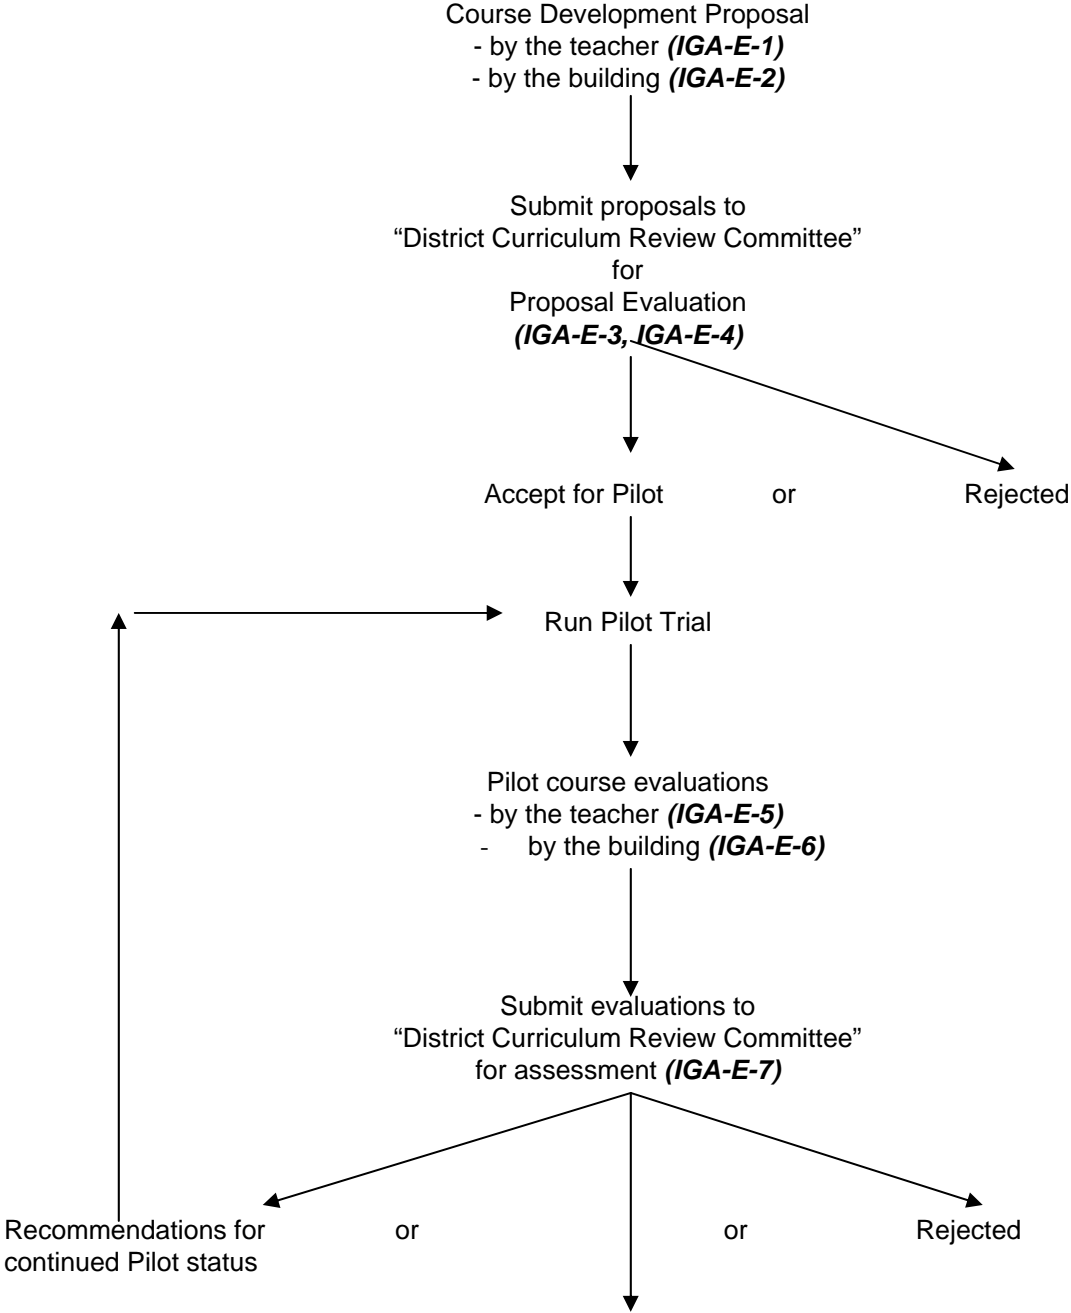 Course Development Proposal
- by the teacher (IGA-E-1)
- by the building (IGA-E-2)
Submit proposals to
“District Curriculum Review Committee”
for
Proposal Evaluation
(IGA-E-3, IGA-E-4)
Accept for Pilot or Rejected
Run Pilot Trial
Pilot course evaluations
- by the teacher (IGA-E-5)
- by the building (IGA-E-6)
Submit evaluations to
“District Curriculum Review Committee”
for assessment (IGA-E-7)
Recommendations for or or Rejected
continued Pilot status